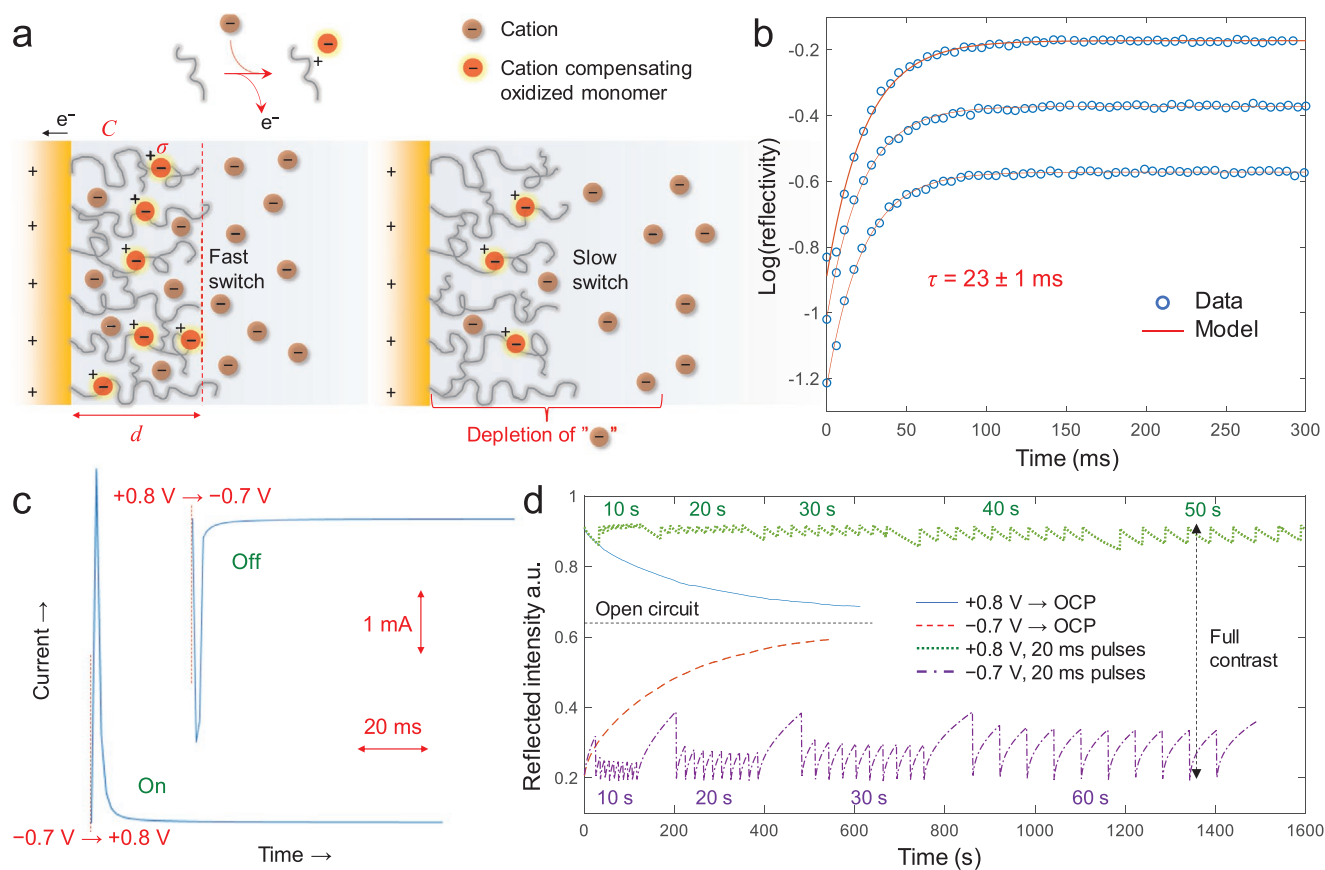 a
− Cation
− Cation compensating
oxidized monomer
+
e⁻
e⁻
C
σ
Fast
switch
d
Slow
switch
Depletion of "−"
b
Log(reflectivity)
-0.2
-0.4
-0.6
-0.8
-1
-1.2
τ = 23 ± 1 ms
Data
Model
0 50 100 150 200 250 300
Time (ms)
c
+0.8 V → −0.7 V
Off
1 mA
Current →
20 ms
On
−0.7 V → +0.8 V
Time →
d
Reflected intensity a.u.
1
0.8
0.6
0.4
0.2
10 s 20 s 30 s 40 s 50 s
Open circuit
+0.8 V → OCP
−0.7 V → OCP
+0.8 V, 20 ms pulses
−0.7 V, 20 ms pulses
Full
contrast
10 s 20 s 30 s 60 s
0 200 400 600 800 1000 1200 1400 1600
Time (s)